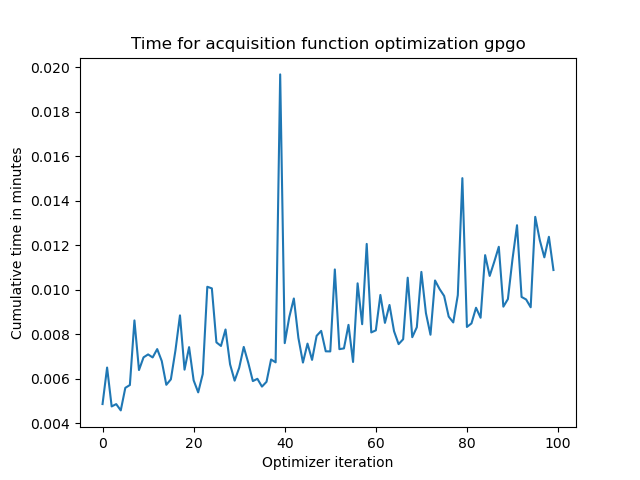 Time for acquisition function optimization gpgo
0.020
0.018
0.016
0.014
0.012
0.010
0.008
0.006
0.004
Cumulative time in minutes
0 20 40 60 80 100
Optimizer iteration